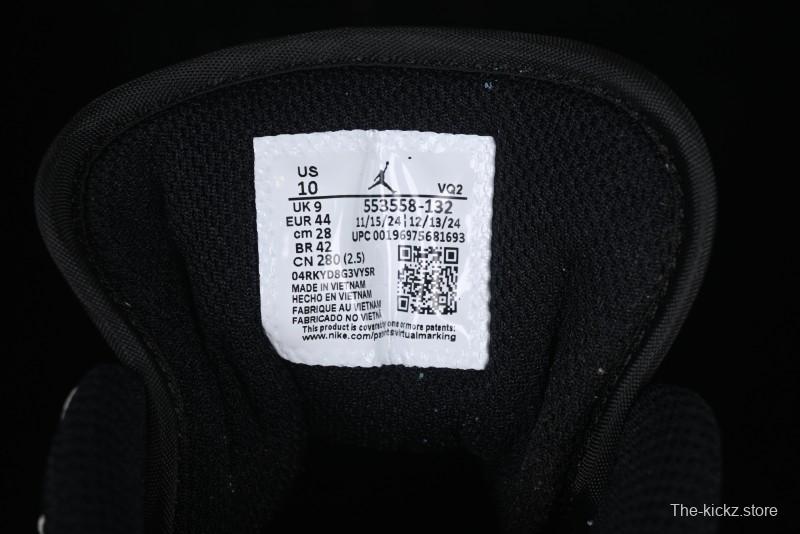 US
10
VQ2
UK 9
553558-132
EUR 44
11/15/24 12/13/24
cm 28
UPC 00196975681693
BR 42
CN 280 (2.5)
04RKYD8G3VYSR
MADE IN VIETNAM
HECHO EN VIETNAM
FABRIQUE AU VIETNAM
FABRICADO NO VIETNA
This product is covered by one or more patents:
www.nike.com/patents virtualmarking
The-kickz.store